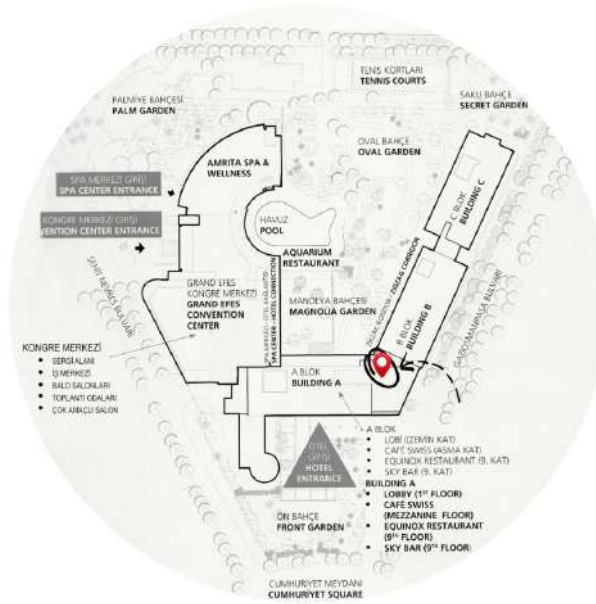 TENİS KORTLARI
TENNIS COURTS
SAKLI BAHÇE
SECRET GARDEN
PALMİYE BAHÇESİ
PALM GARDEN
OVAL BAHÇE
OVAL GARDEN
AMRITA SPA &
WELLNESS
SPA MERKEZİ GİRİŞİ
SPA CENTER ENTRANCE
KONGRE MERKEZİ GİRİŞİ
VENTION CENTER ENTRANCE
HAVUZ
POOL
AQUARIUM
RESTAURANT
C BLOK
BUILDING C
ZIGZAG CORRIDOR
B BLOK
BUILDING B
GRAND EFES
KONGRE MERKEZİ
GRAND EFES
CONVENTION
CENTER
SPA CENTER - HOTEL CONNECTION
MANOLYA BAHÇESİ
MAGNOLIA GARDEN
KONGRE MERKEZİ
• SERGİ ALANI
• İŞ MERKEZİ
• BALO SALONLARI
• TOPLANTI ODALARI
• ÇOK AMAÇLI SALON
A BLOK
BUILDING A
OTEL
GİRİŞİ
HOTEL
ENTRANCE
A BLOK
• LOBİ (ZEMİN KAT)
• CAFÉ SWISS (ASMA KAT)
• EQUINOX RESTAURANT (9. KAT)
• SKY BAR (9. KAT)
BUILDING A
• LOBBY (1ST FLOOR)
• CAFÉ SWISS
(MEZZANINE FLOOR)
• EQUINOX RESTAURANT
(9TH FLOOR)
• SKY BAR (9TH FLOOR)
ÖN BAHÇE
FRONT GARDEN
CUMHURİYET MEYDANI
CUMHURİYET SQUARE